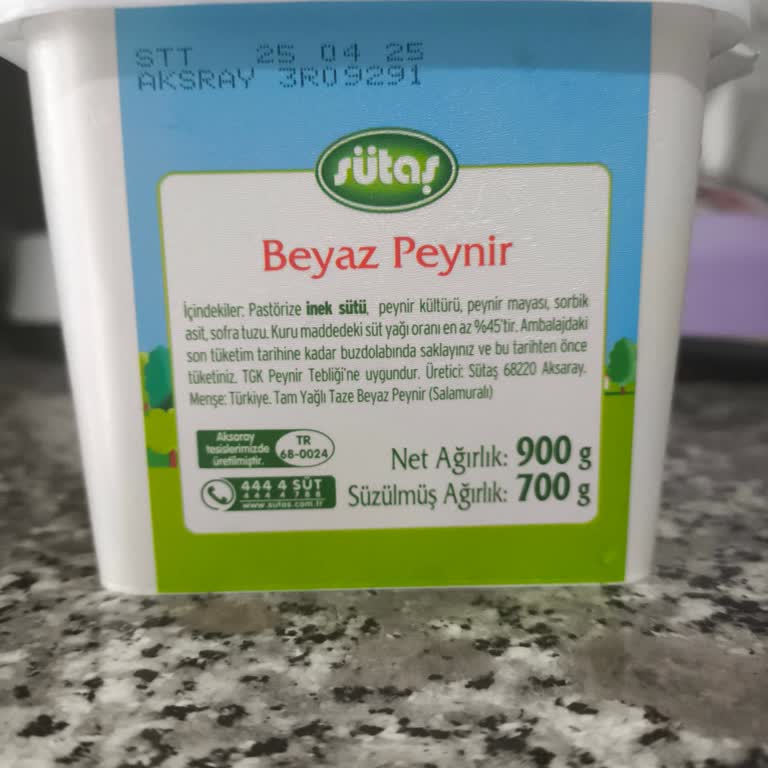 STT 25 04 25
AKSRAY 3R09291
sütaş
Beyaz Peynir
İçindekiler: Pastörize inek sütü, peynir kültürü, peynir mayası, sorbik
asit, sofra tuzu. Kuru maddedeki süt yağı oranı en az %45'tir. Ambalajdaki
son tüketim tarihine kadar buzdolabında saklayınız ve bu tarihten önce
tüketiniz. TGK Peynir Tebliği'ne uygundur. Üretici: Sütaş 68220 Aksaray.
Menşe: Türkiye. Tam Yağlı Taze Beyaz Peynir (Salamuralı)
Aksaray
tesislerimizde
üretilmiştir.
TR
68-0024
444 4 SÜT
444 4 788
www.sutas.com.tr
Net Ağırlık: 900 g
Süzülmüş Ağırlık: 700 g